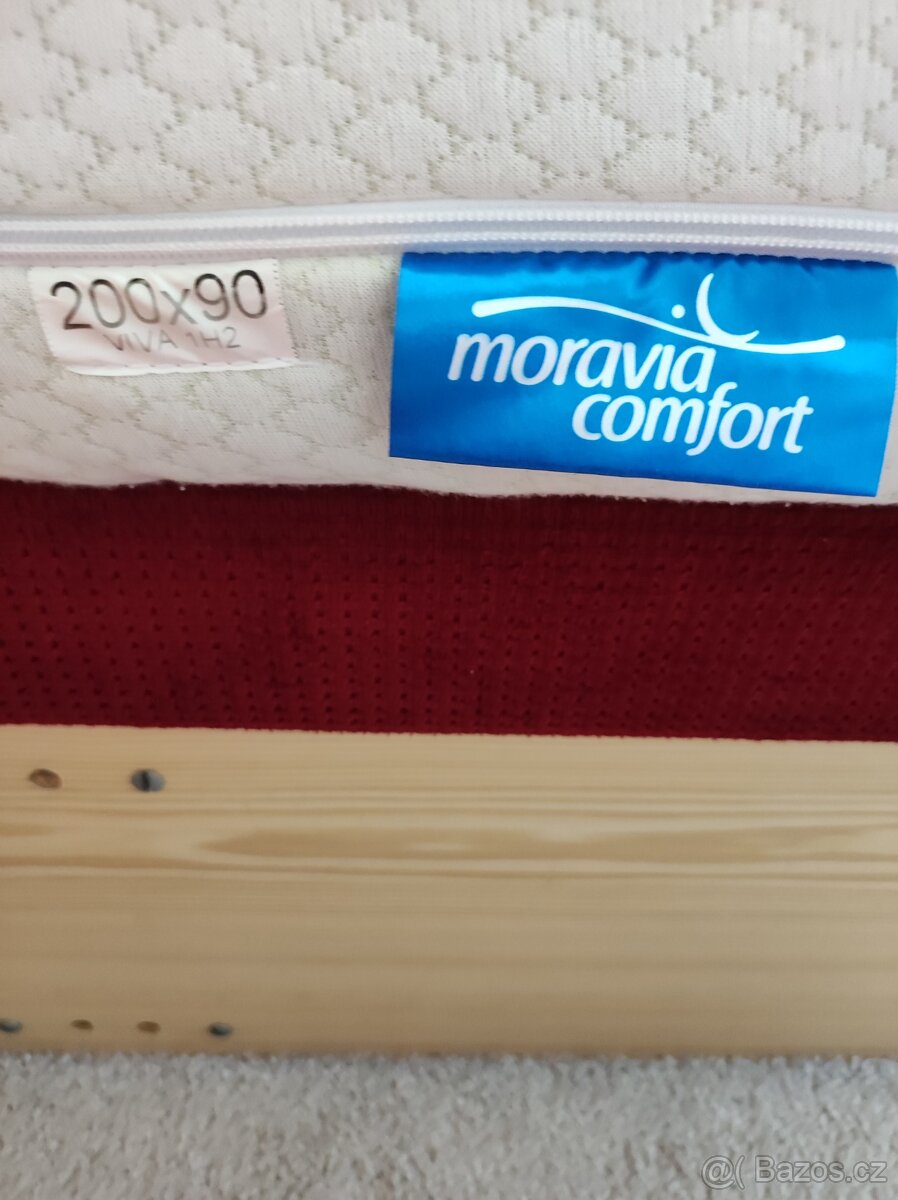 200x90
VIVA 1H2
moravia
comfort
@( Bazos.cz